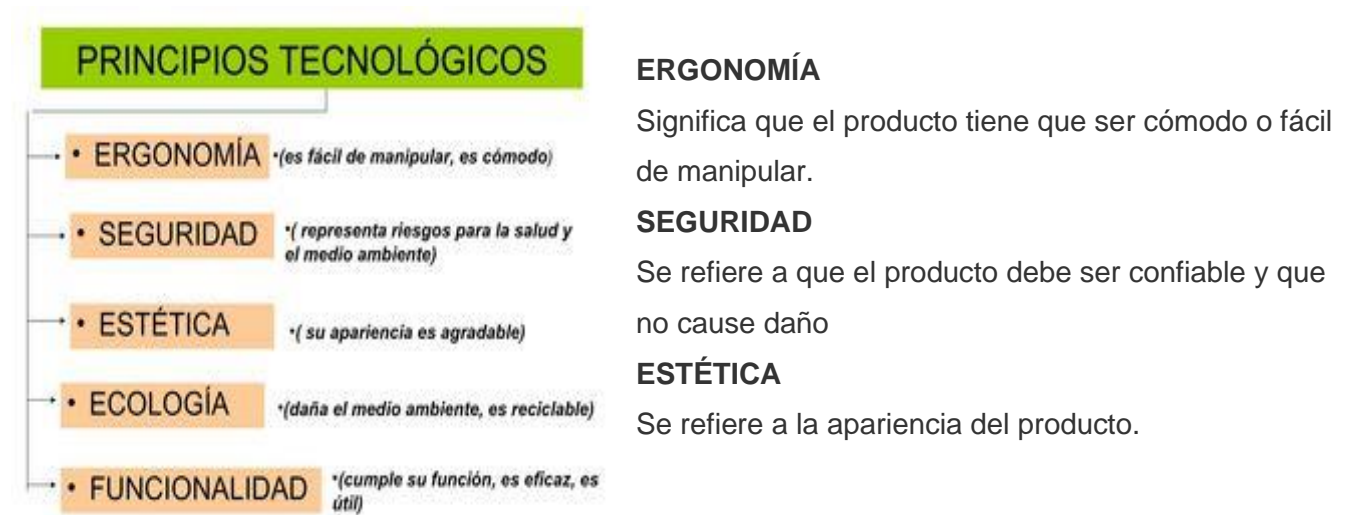 PRINCIPIOS TECNOLÓGICOS
• ERGONOMÍA •(es fácil de manipular, es cómodo)
• SEGURIDAD •( representa riesgos para la salud y
el medio ambiente)
• ESTÉTICA •( su apariencia es agradable)
• ECOLOGÍA •(daña el medio ambiente, es reciclable)
• FUNCIONALIDAD •(cumple su función, es eficaz, es
útil)
ERGONOMÍA
Significa que el producto tiene que ser cómodo o fácil
de manipular.
SEGURIDAD
Se refiere a que el producto debe ser confiable y que
no cause daño
ESTÉTICA
Se refiere a la apariencia del producto.